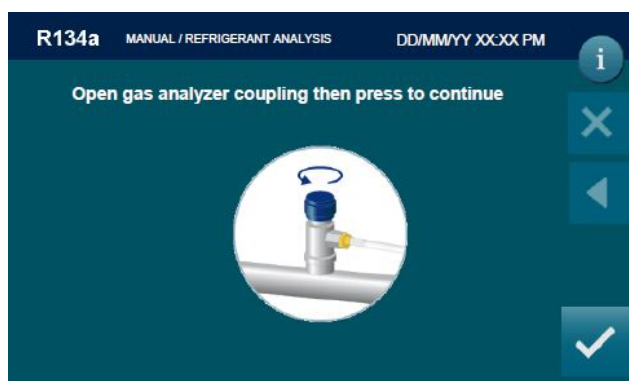 R134a MANUAL / REFRIGERANT ANALYSIS DD/MM/YY XX:XX PM
i
Open gas analyzer coupling then press to continue